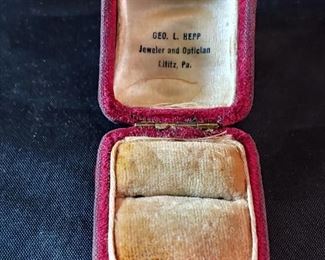 GEO. L. HEPP
Jeweler and Optician
Lititz, Pa.